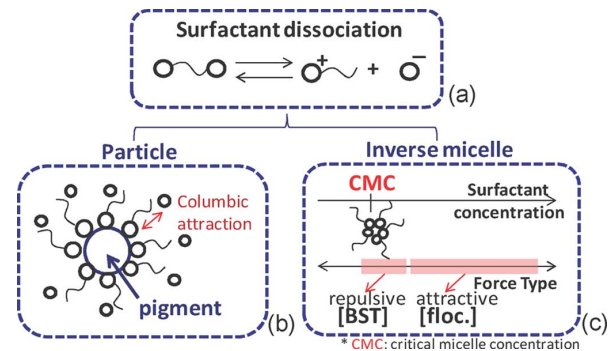 Surfactant dissociation
+
−
+
(a)
Particle
Columbic
attraction
pigment
(b)
Inverse micelle
CMC
Surfactant
concentration
Force Type
repulsive attractive
[BST] [floc.]
(c)
* CMC: critical micelle concentration